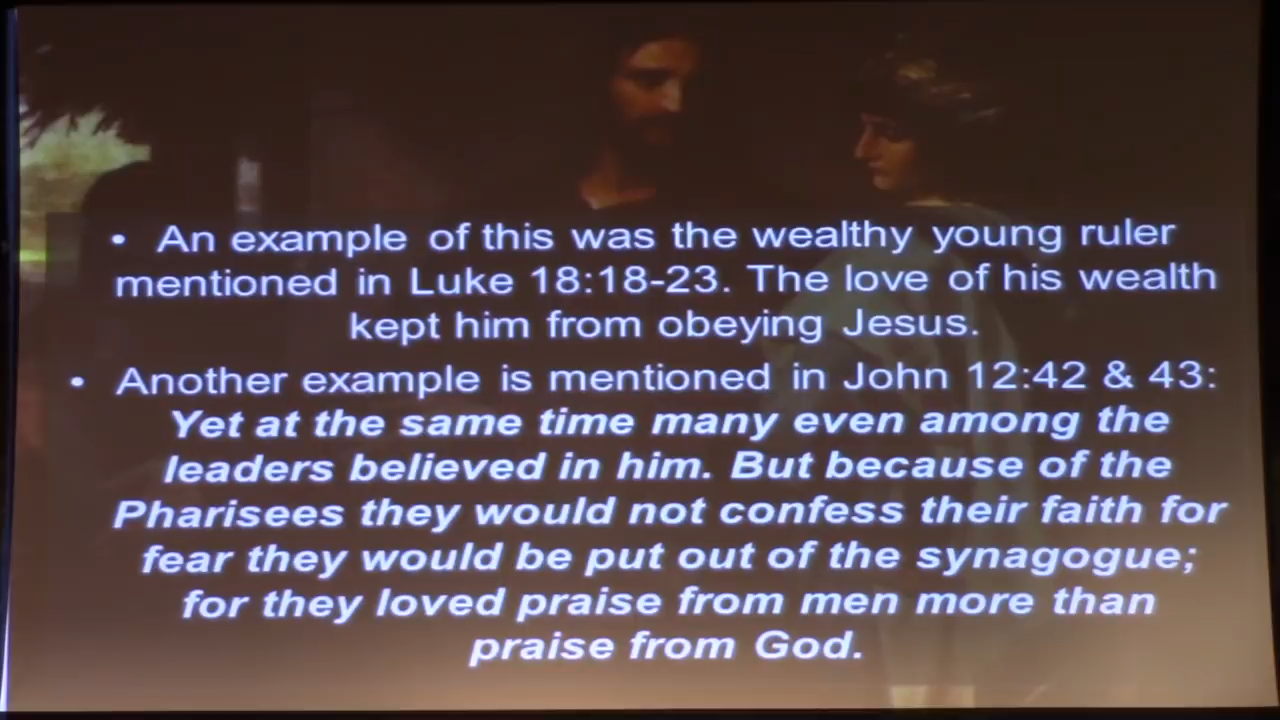 • An example of this was the wealthy young ruler
mentioned in Luke 18:18-23. The love of his wealth
kept him from obeying Jesus.
• Another example is mentioned in John 12:42 & 43:
Yet at the same time many even among the
leaders believed in him. But because of the
Pharisees they would not confess their faith for
fear they would be put out of the synagogue;
for they loved praise from men more than
praise from God.